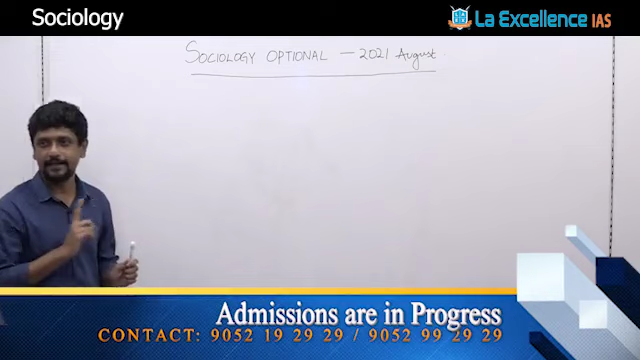 Sociology
La Excellence IAS
SOCIOLOGY OPTIONAL — 2021 August
Admissions are in Progress
CONTACT: 9052 19 29 29 / 9052 99 29 29